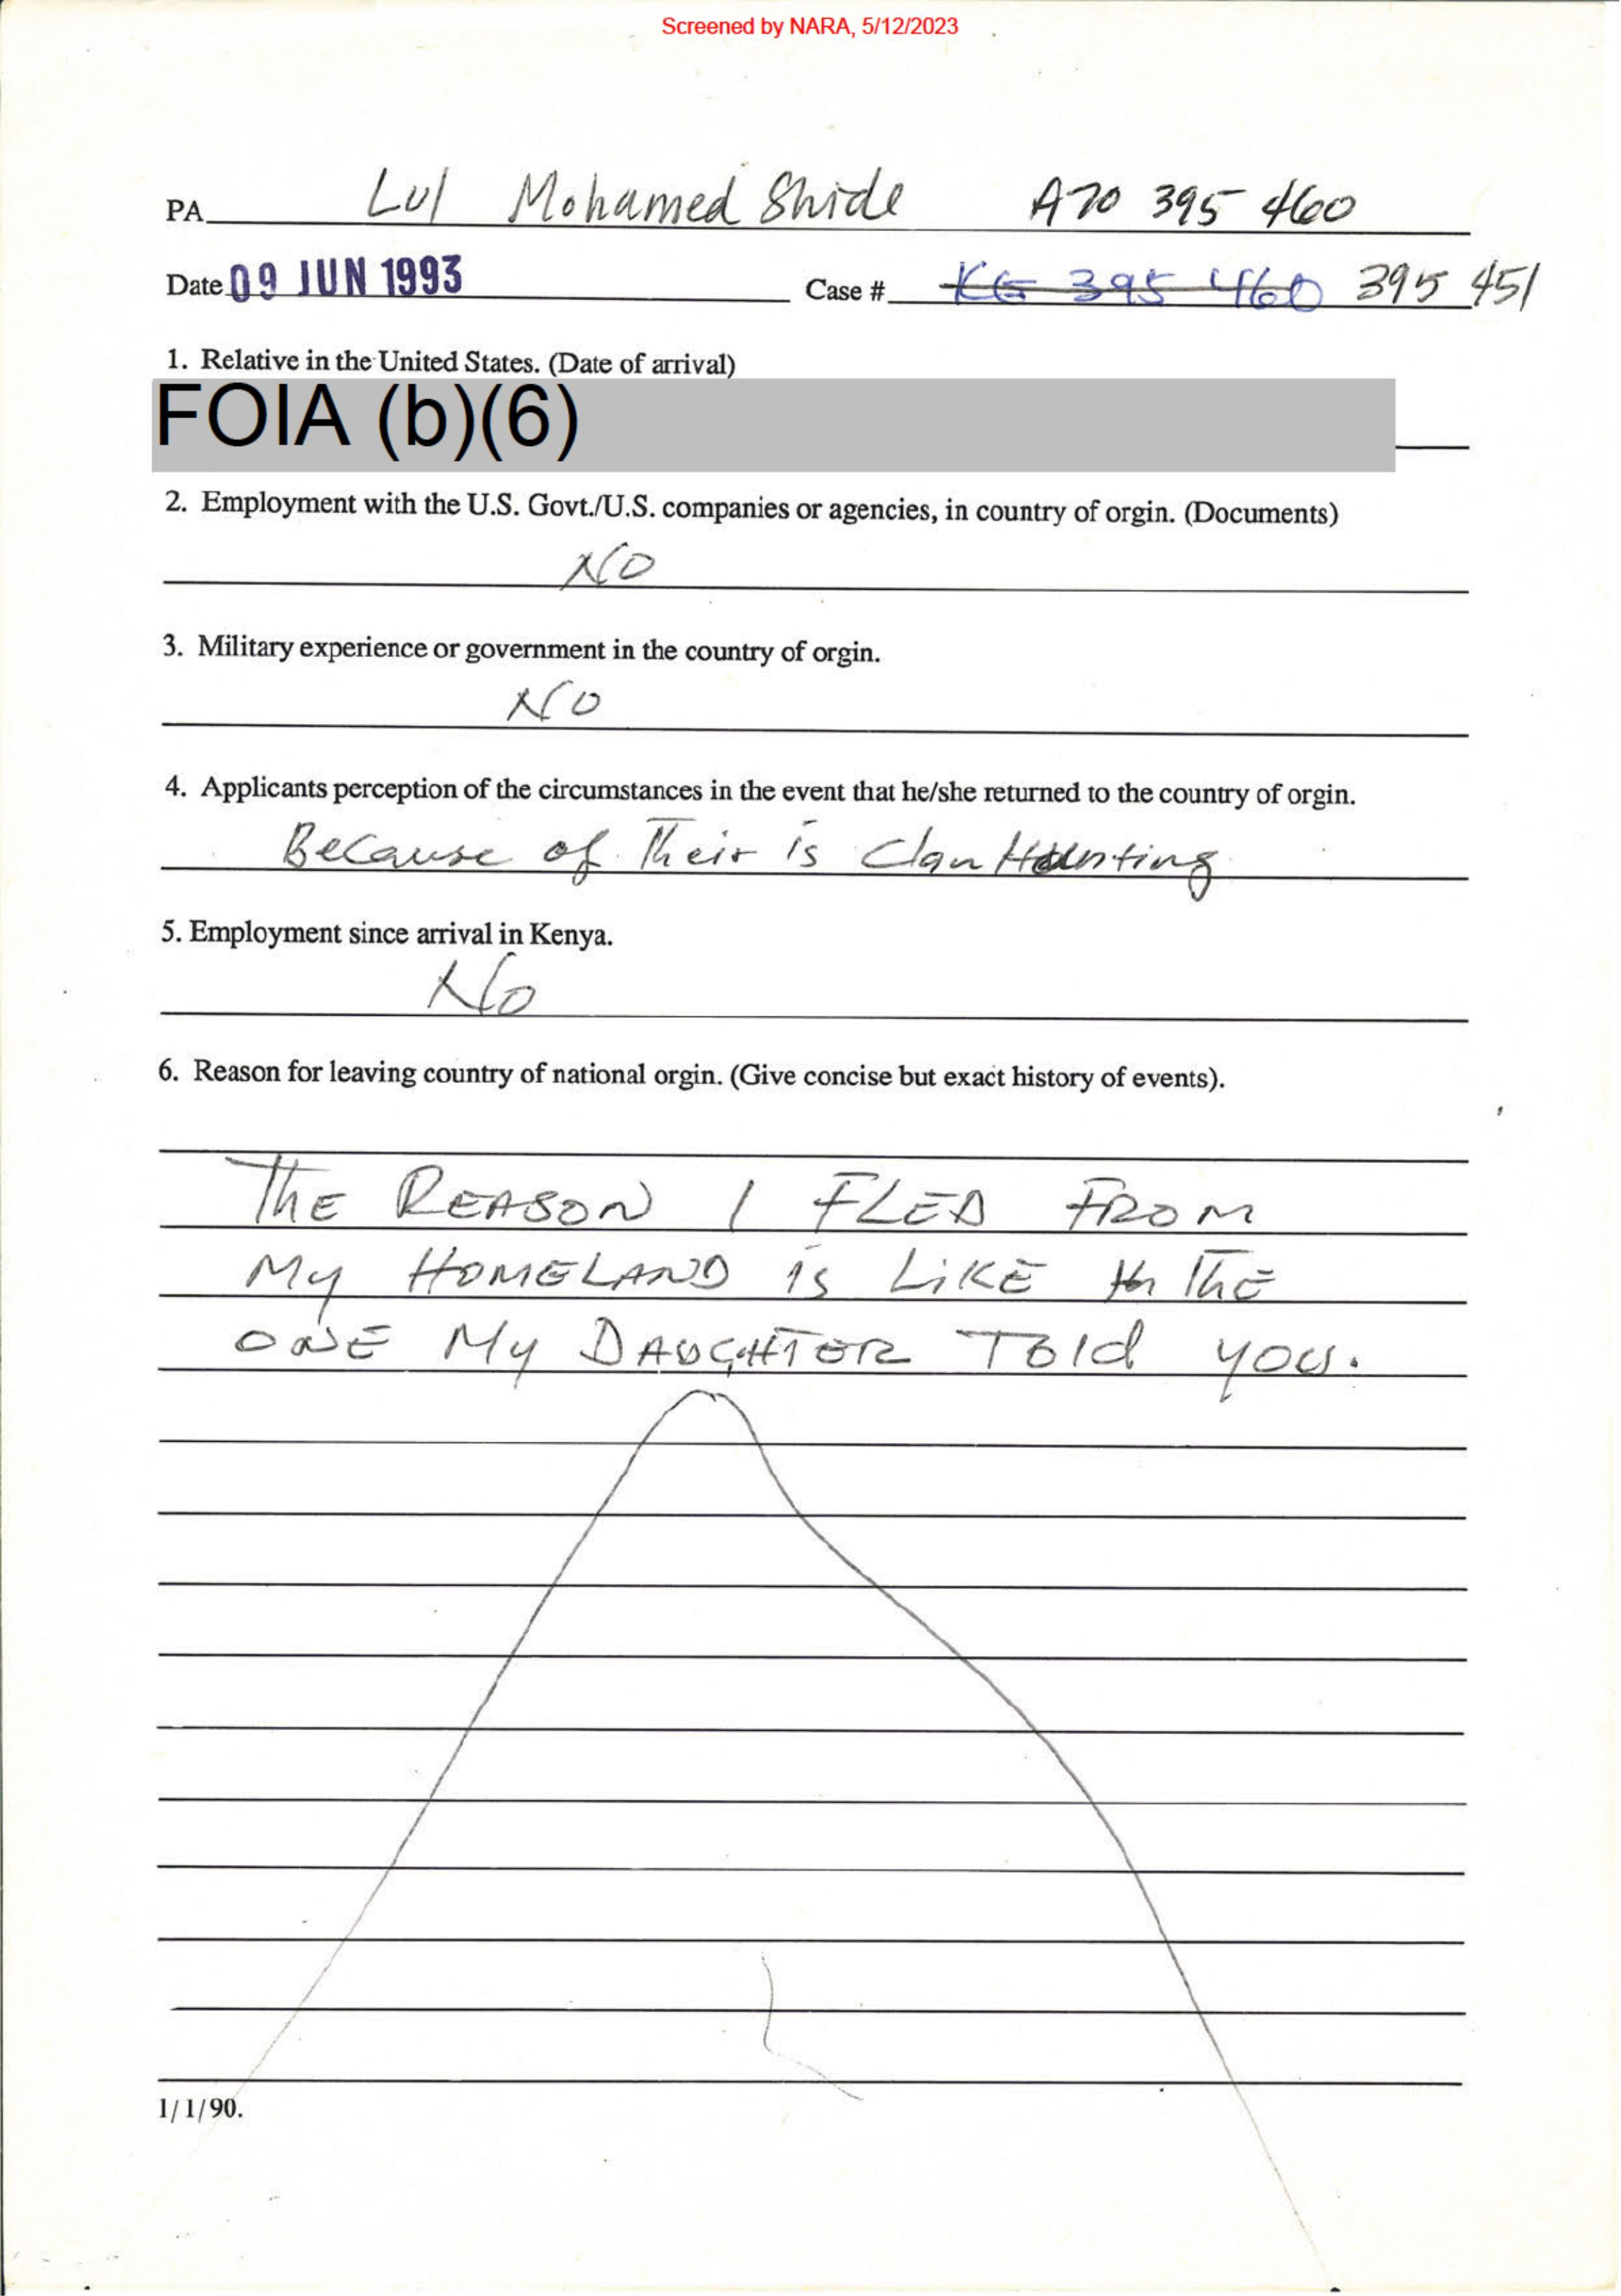 Screened by NARA, 5/12/2023
PA Lul Mohamed Shide A70 395 460
Date 09 JUN 1993 Case # KE 395 460 395 451
1. Relative in the United States. (Date of arrival)
FOIA (b)(6)
2. Employment with the U.S. Govt./U.S. companies or agencies, in country of orgin. (Documents)
NO
3. Military experience or government in the country of orgin.
NO
4. Applicants perception of the circumstances in the event that he/she returned to the country of orgin.
Because of Their is Clan Hunting
5. Employment since arrival in Kenya.
No
6. Reason for leaving country of national orgin. (Give concise but exact history of events).
THE REASON I FLED FROM
My HOMELAND is LiKE The
ONE My DAUGHTER Told you.
1/1/90.